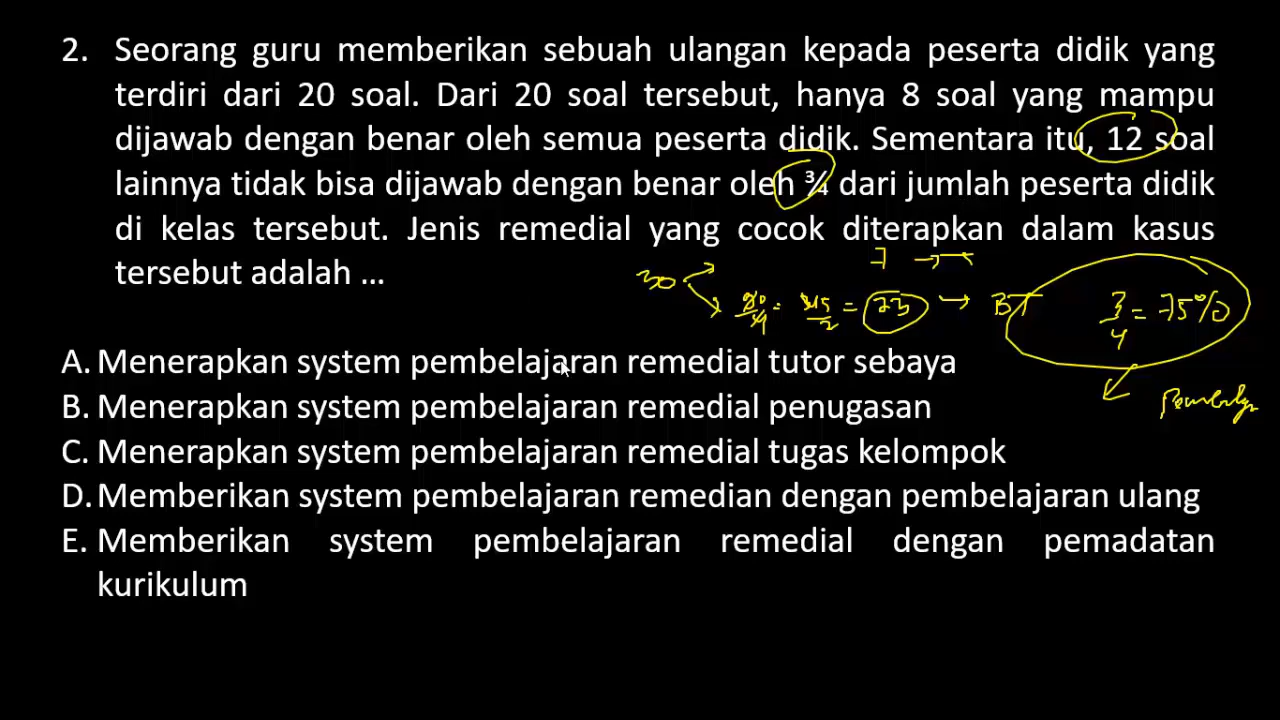 2. Seorang guru memberikan sebuah ulangan kepada peserta didik yang
terdiri dari 20 soal. Dari 20 soal tersebut, hanya 8 soal yang mampu
dijawab dengan benar oleh semua peserta didik. Sementara itu, 12 soal
lainnya tidak bisa dijawab dengan benar oleh ¾ dari jumlah peserta didik
di kelas tersebut. Jenis remedial yang cocok diterapkan dalam kasus
tersebut adalah ...
7
30
= 23
BT
3/4 = 75%
A. Menerapkan system pembelajaran remedial tutor sebaya
B. Menerapkan system pembelajaran remedial penugasan
C. Menerapkan system pembelajaran remedial tugas kelompok
D. Memberikan system pembelajaran remedian dengan pembelajaran ulang
E. Memberikan system pembelajaran remedial dengan pemadatan
kurikulum